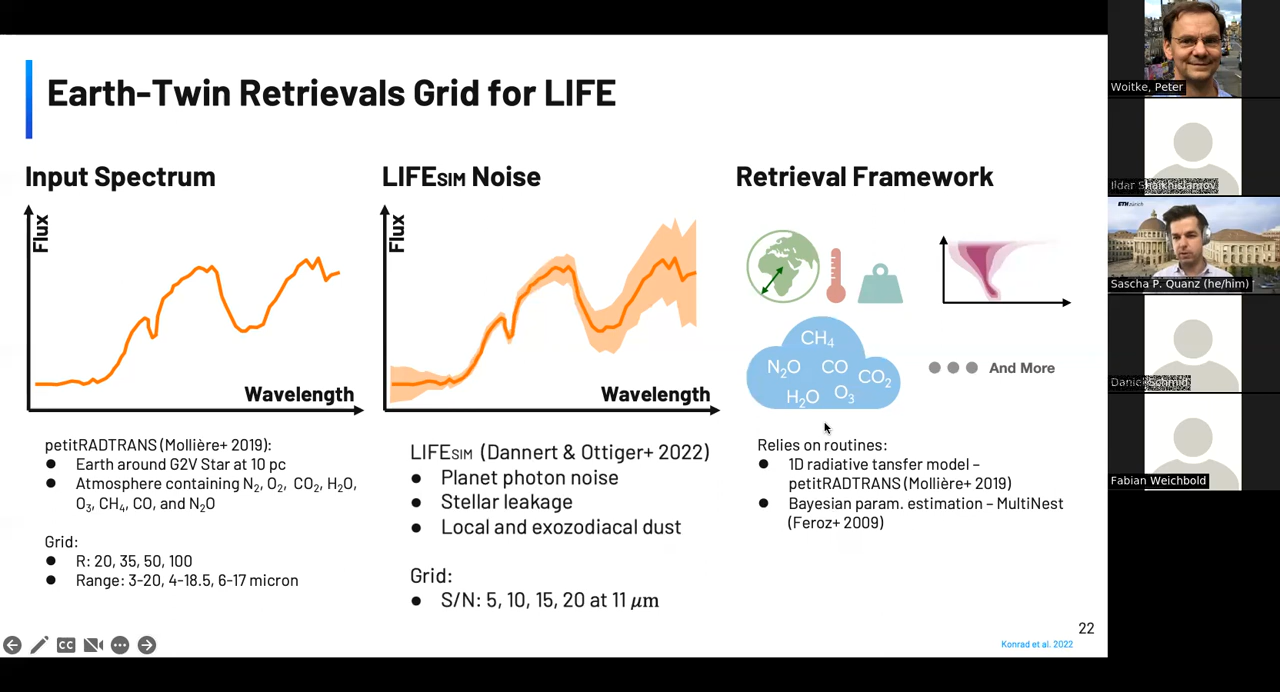 Earth-Twin Retrievals Grid for LIFE
Input Spectrum
Flux
Wavelength
petitRADTRANS (Mollière+ 2019):
● Earth around G2V Star at 10 pc
● Atmosphere containing N₂, O₂, CO₂, H₂O,
O₃, CH₄, CO, and N₂O
Grid:
● R: 20, 35, 50, 100
● Range: 3-20, 4-18.5, 6-17 micron
LIFESIM Noise
Flux
Wavelength
LIFESIM (Dannert & Ottiger+ 2022)
● Planet photon noise
● Stellar leakage
● Local and exozodiacal dust
Grid:
● S/N: 5, 10, 15, 20 at 11 μm
Retrieval Framework
CH₄
N₂O CO CO₂
H₂O O₃
And More
Relies on routines:
● 1D radiative tansfer model –
petitRADTRANS (Mollière+ 2019)
● Bayesian param. estimation – MultiNest
(Feroz+ 2009)
22
Konrad et al. 2022
CC
Woitke, Peter
Ildar Shaikhislamov
ETH zürich
Sascha P. Quanz (he/him)
Daniel Schmid
Fabian Weichbold